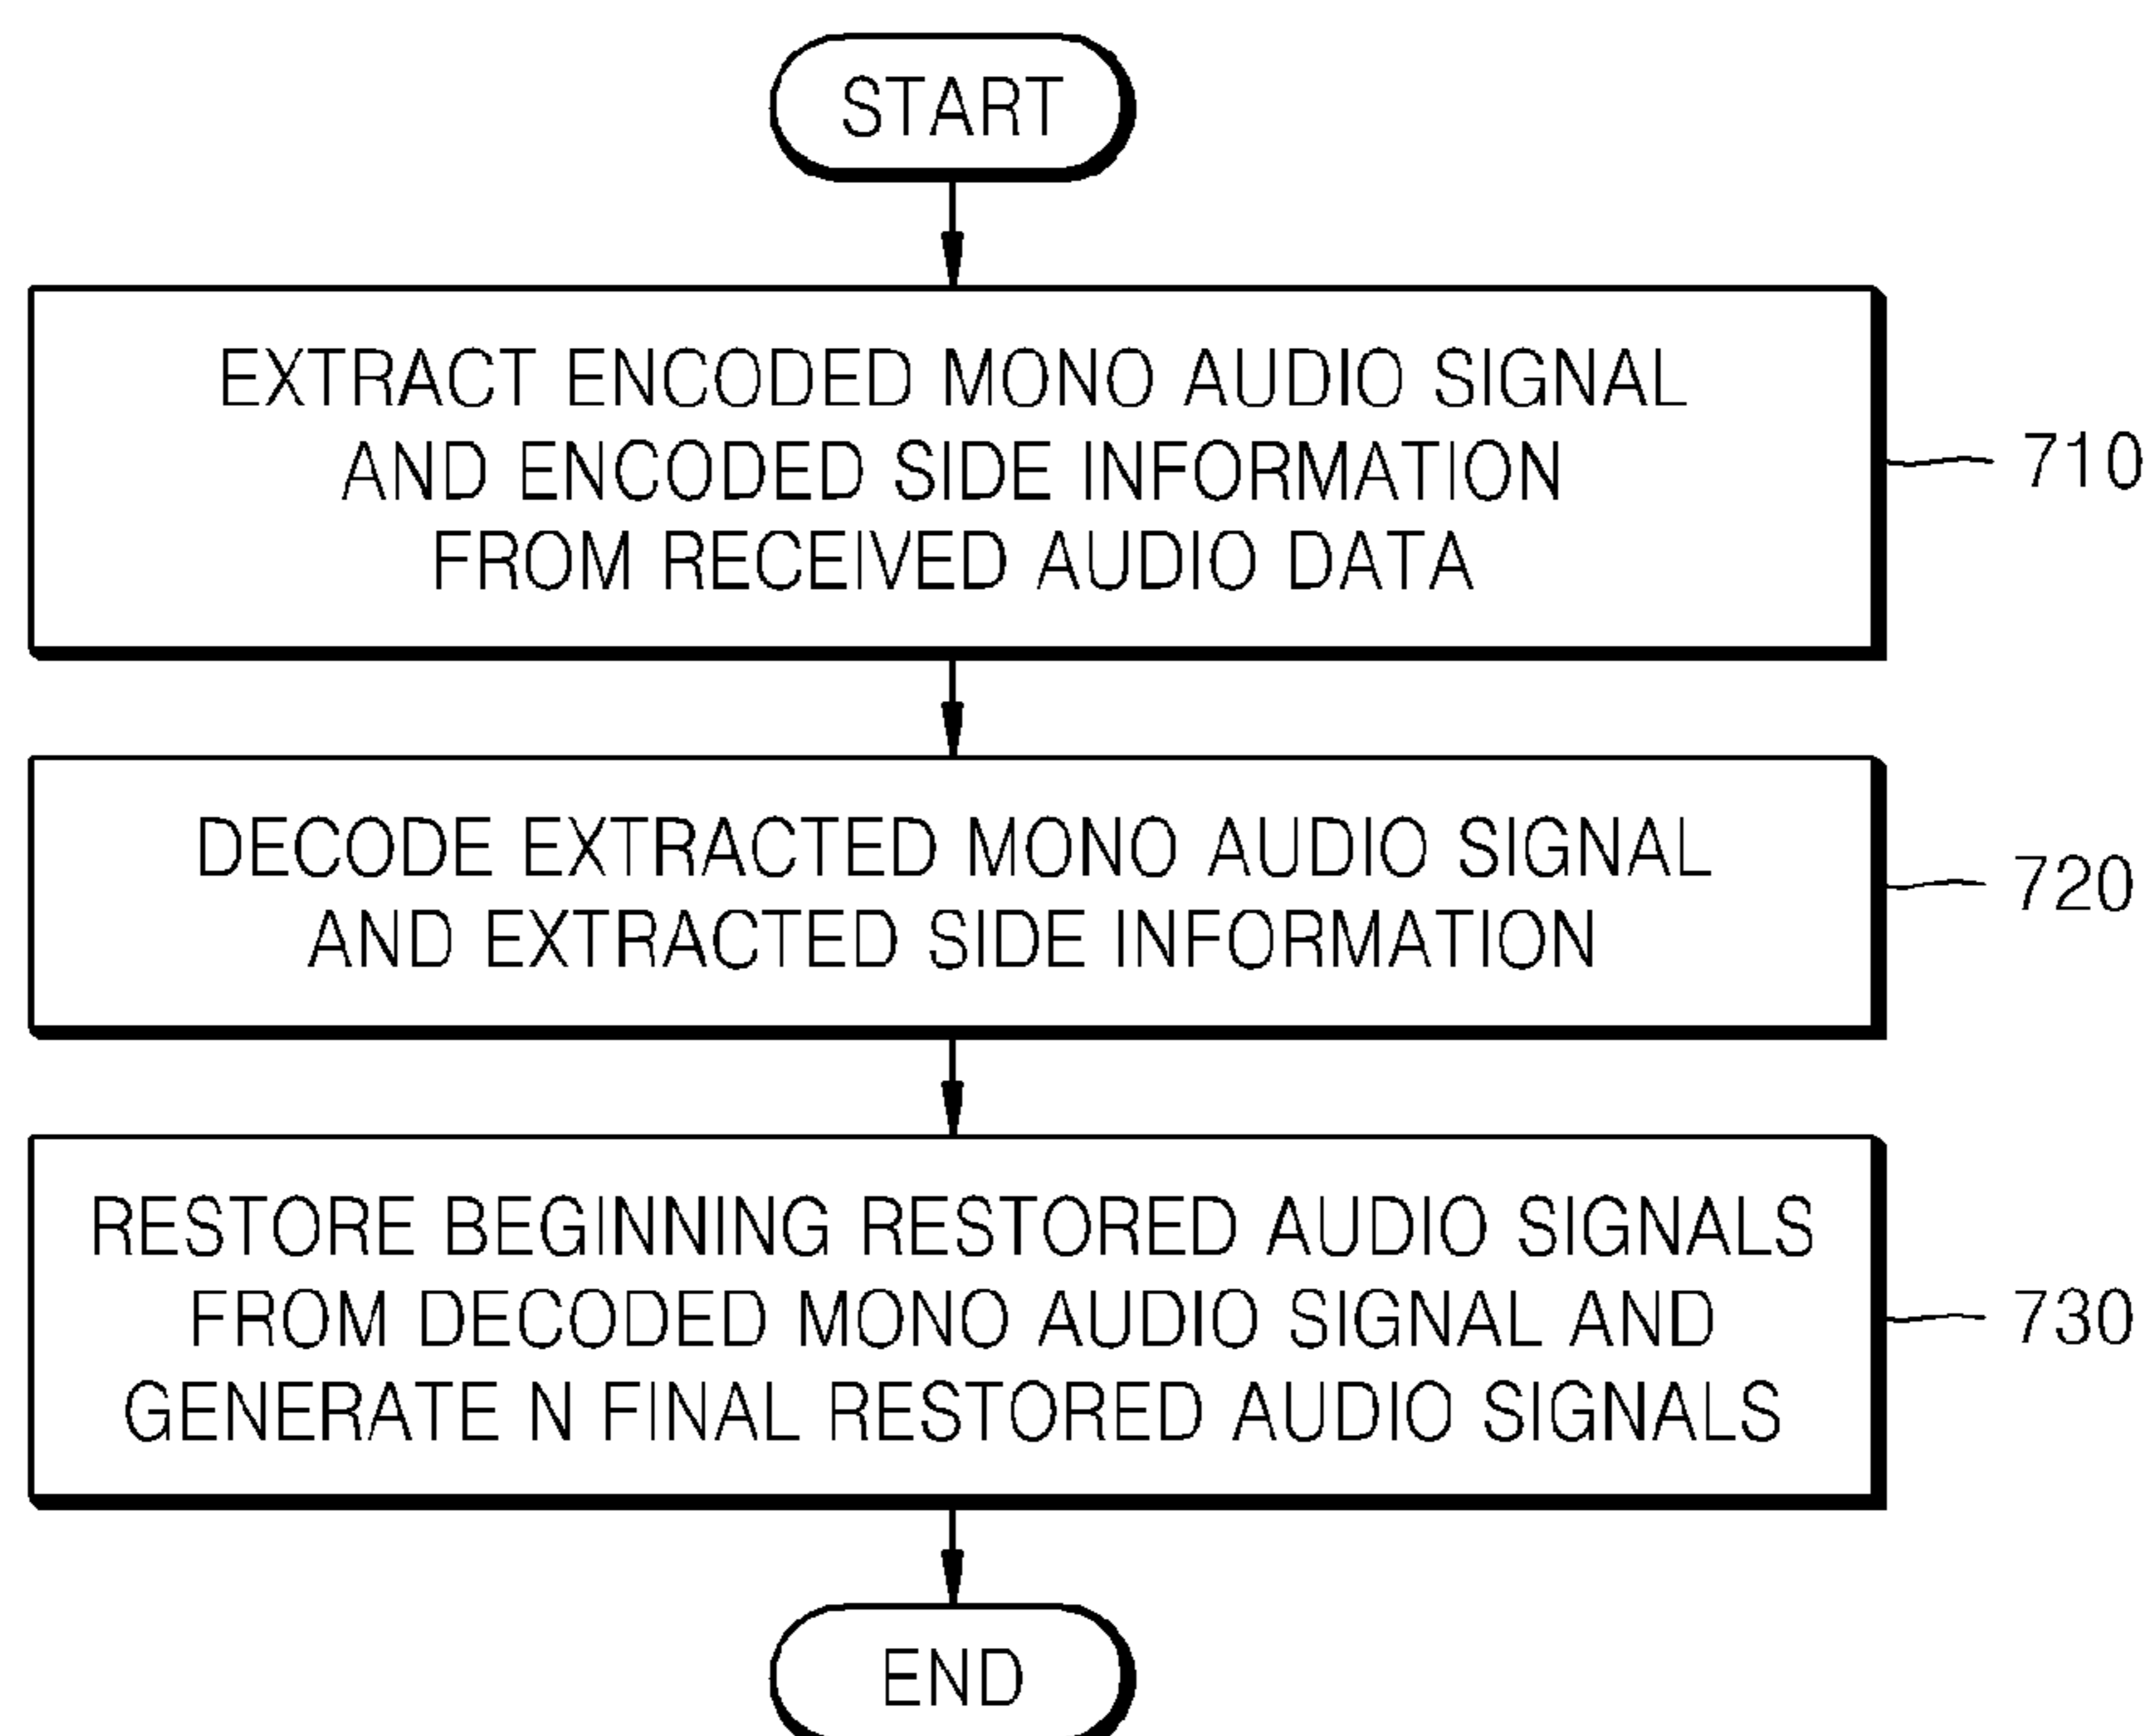 START
EXTRACT ENCODED MONO AUDIO SIGNAL
AND ENCODED SIDE INFORMATION
FROM RECEIVED AUDIO DATA
710
DECODE EXTRACTED MONO AUDIO SIGNAL
AND EXTRACTED SIDE INFORMATION
720
RESTORE BEGINNING RESTORED AUDIO SIGNALS
FROM DECODED MONO AUDIO SIGNAL AND
GENERATE N FINAL RESTORED AUDIO SIGNALS
730
END